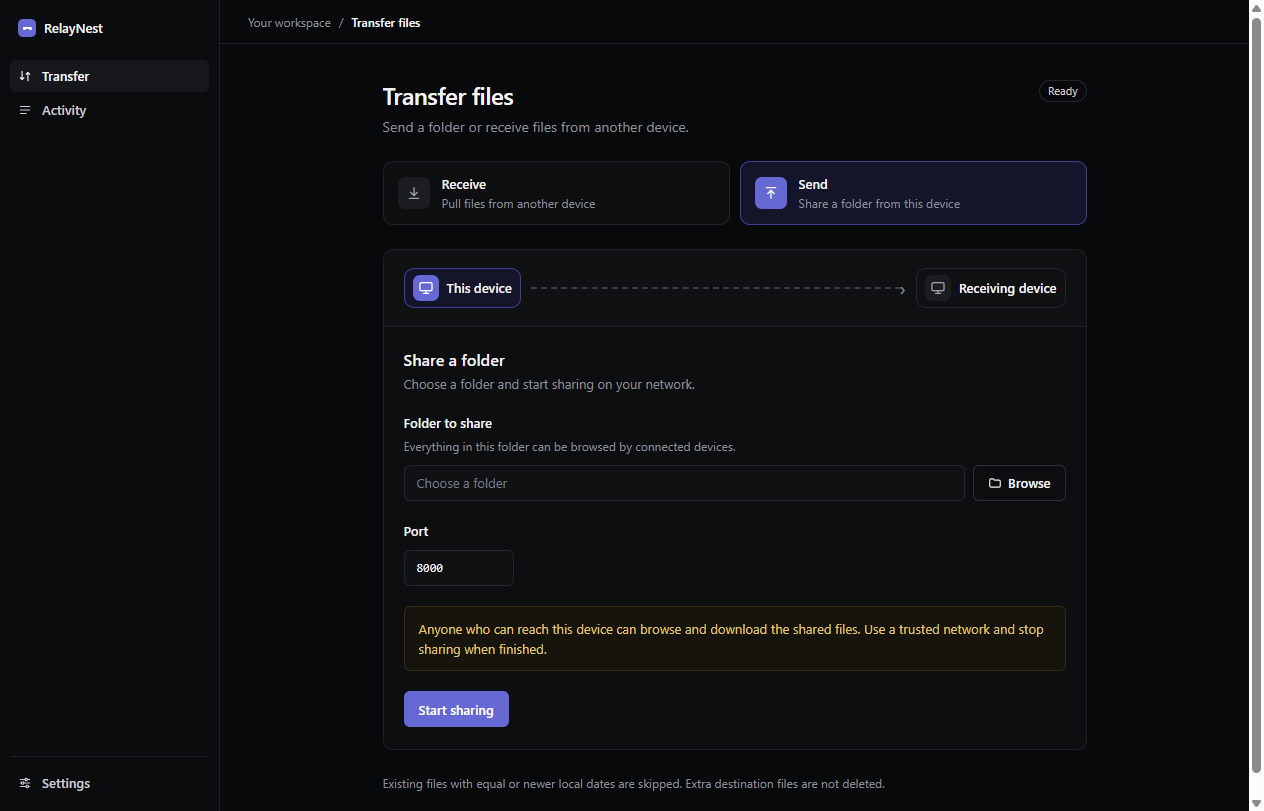 RelayNest
Transfer
Activity
Settings
Your workspace / Transfer files
Transfer files
Ready
Send a folder or receive files from another device.
Receive
Pull files from another device
Send
Share a folder from this device
This device
Receiving device
Share a folder
Choose a folder and start sharing on your network.
Folder to share
Everything in this folder can be browsed by connected devices.
Choose a folder
Browse
Port
8000
Anyone who can reach this device can browse and download the shared files. Use a trusted network and stop
sharing when finished.
Start sharing
Existing files with equal or newer local dates are skipped. Extra destination files are not deleted.